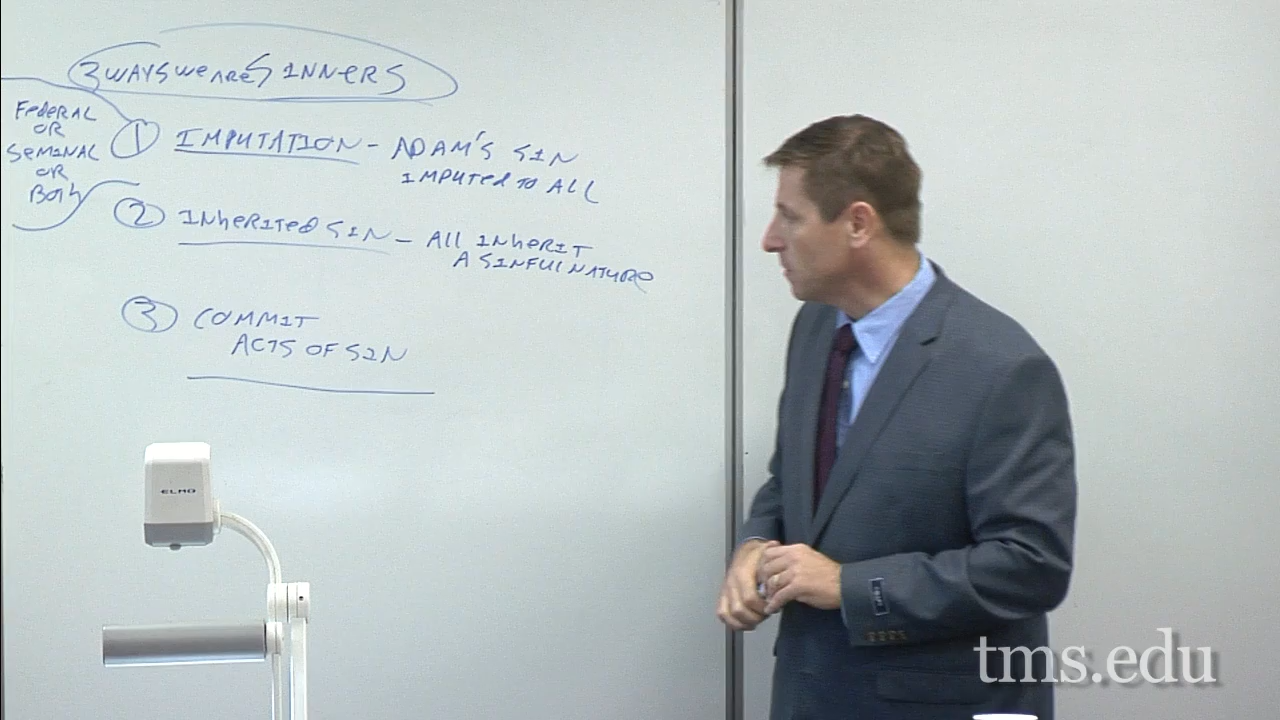 3 WAYS we are SINNERS
Federal
OR
Seminal
OR
Both
1 IMPUTATION - ADAM'S SIN
IMPUTED TO ALL
2 INHERITED SIN - ALL INHERIT
A SINFUL NATURE
3 COMMIT
ACTS OF SIN
ELMO
tms.edu